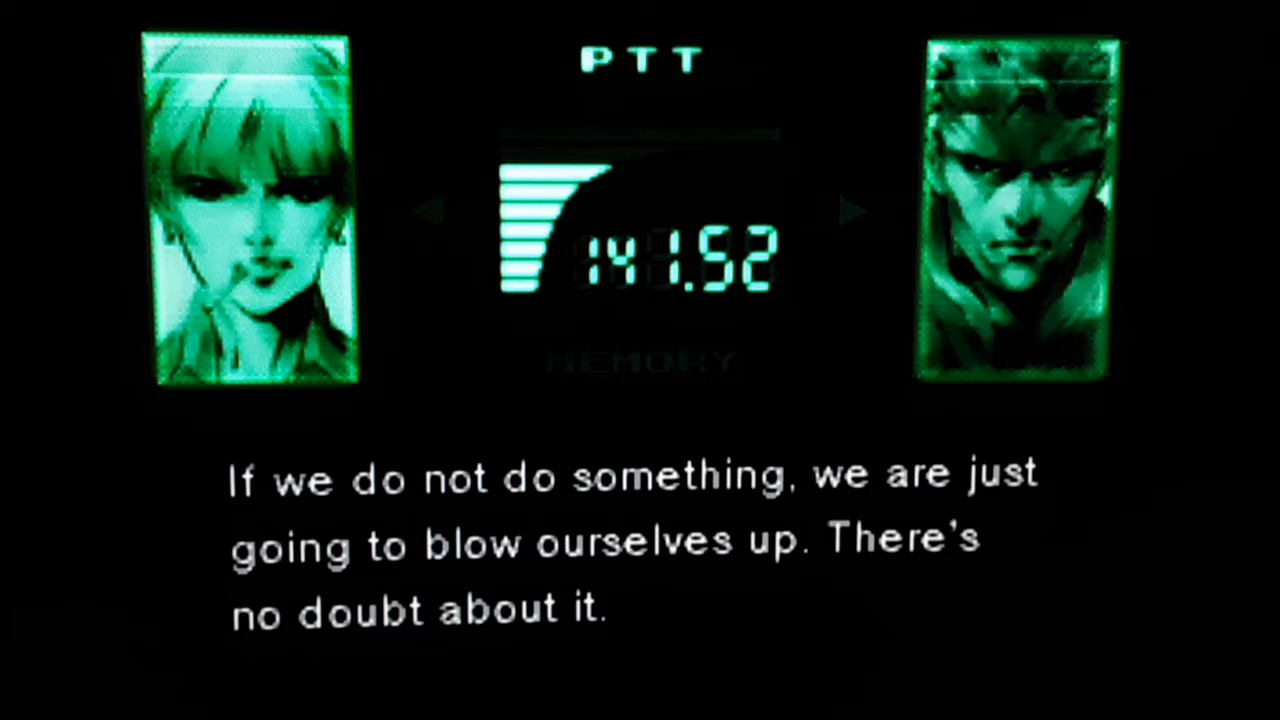 PTT
141.52
MEMORY
If we do not do something, we are just
going to blow ourselves up. There's
no doubt about it.